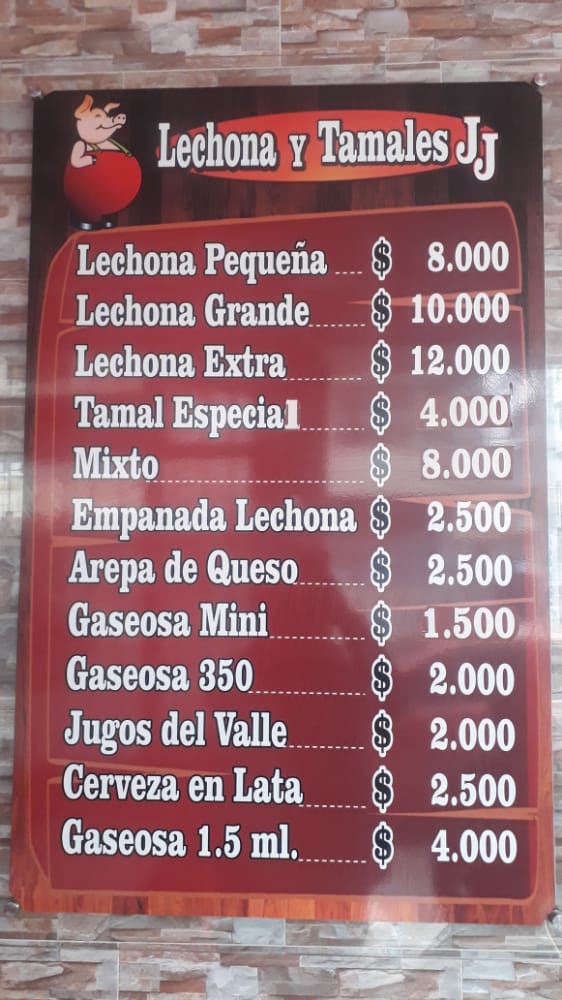 Lechona y Tamales JJ
Lechona Pequeña .... $ 8.000
Lechona Grande ........ $ 10.000
Lechona Extra ........... $ 12.000
Tamal Especial ......... $ 4.000
Mixto ............................ $ 8.000
Empanada Lechona $ 2.500
Arepa de Queso ......... $ 2.500
Gaseosa Mini ............. $ 1.500
Gaseosa 350 ............... $ 2.000
Jugos del Valle .......... $ 2.000
Cerveza en Lata ........ $ 2.500
Gaseosa 1.5 ml. ......... $ 4.000